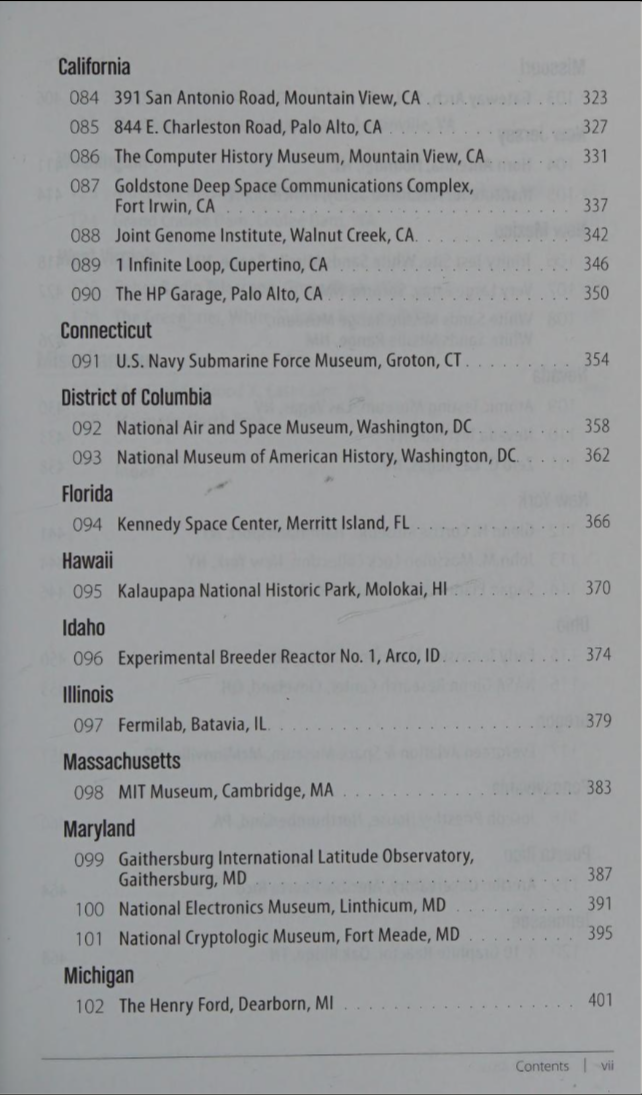 California
084 391 San Antonio Road, Mountain View, CA . . . . . . . . . . . . 323
085 844 E. Charleston Road, Palo Alto, CA . . . . . . . . . . . . . . . 327
086 The Computer History Museum, Mountain View, CA . . . . . . . 331
087 Goldstone Deep Space Communications Complex,
Fort Irwin, CA . . . . . . . . . . . . . . . . . . . . . . . . . 337
088 Joint Genome Institute, Walnut Creek, CA. . . . . . . . . . . . . 342
089 1 Infinite Loop, Cupertino, CA . . . . . . . . . . . . . . . . . . 346
090 The HP Garage, Palo Alto, CA . . . . . . . . . . . . . . . . . . . 350
Connecticut
091 U.S. Navy Submarine Force Museum, Groton, CT . . . . . . . . . 354
District of Columbia
092 National Air and Space Museum, Washington, DC . . . . . . . . 358
093 National Museum of American History, Washington, DC . . . . . 362
Florida
094 Kennedy Space Center, Merritt Island, FL . . . . . . . . . . . . . 366
Hawaii
095 Kalaupapa National Historic Park, Molokai, HI . . . . . . . . . . 370
Idaho
096 Experimental Breeder Reactor No. 1, Arco, ID. . . . . . . . . . . 374
Illinois
097 Fermilab, Batavia, IL. . . . . . . . . . . . . . . . . . . . . . . 379
Massachusetts
098 MIT Museum, Cambridge, MA . . . . . . . . . . . . . . . . . . 383
Maryland
099 Gaithersburg International Latitude Observatory,
Gaithersburg, MD . . . . . . . . . . . . . . . . . . . . . . . 387
100 National Electronics Museum, Linthicum, MD . . . . . . . . . . 391
101 National Cryptologic Museum, Fort Meade, MD . . . . . . . . . 395
Michigan
102 The Henry Ford, Dearborn, MI . . . . . . . . . . . . . . . . . . 401
Contents | vii